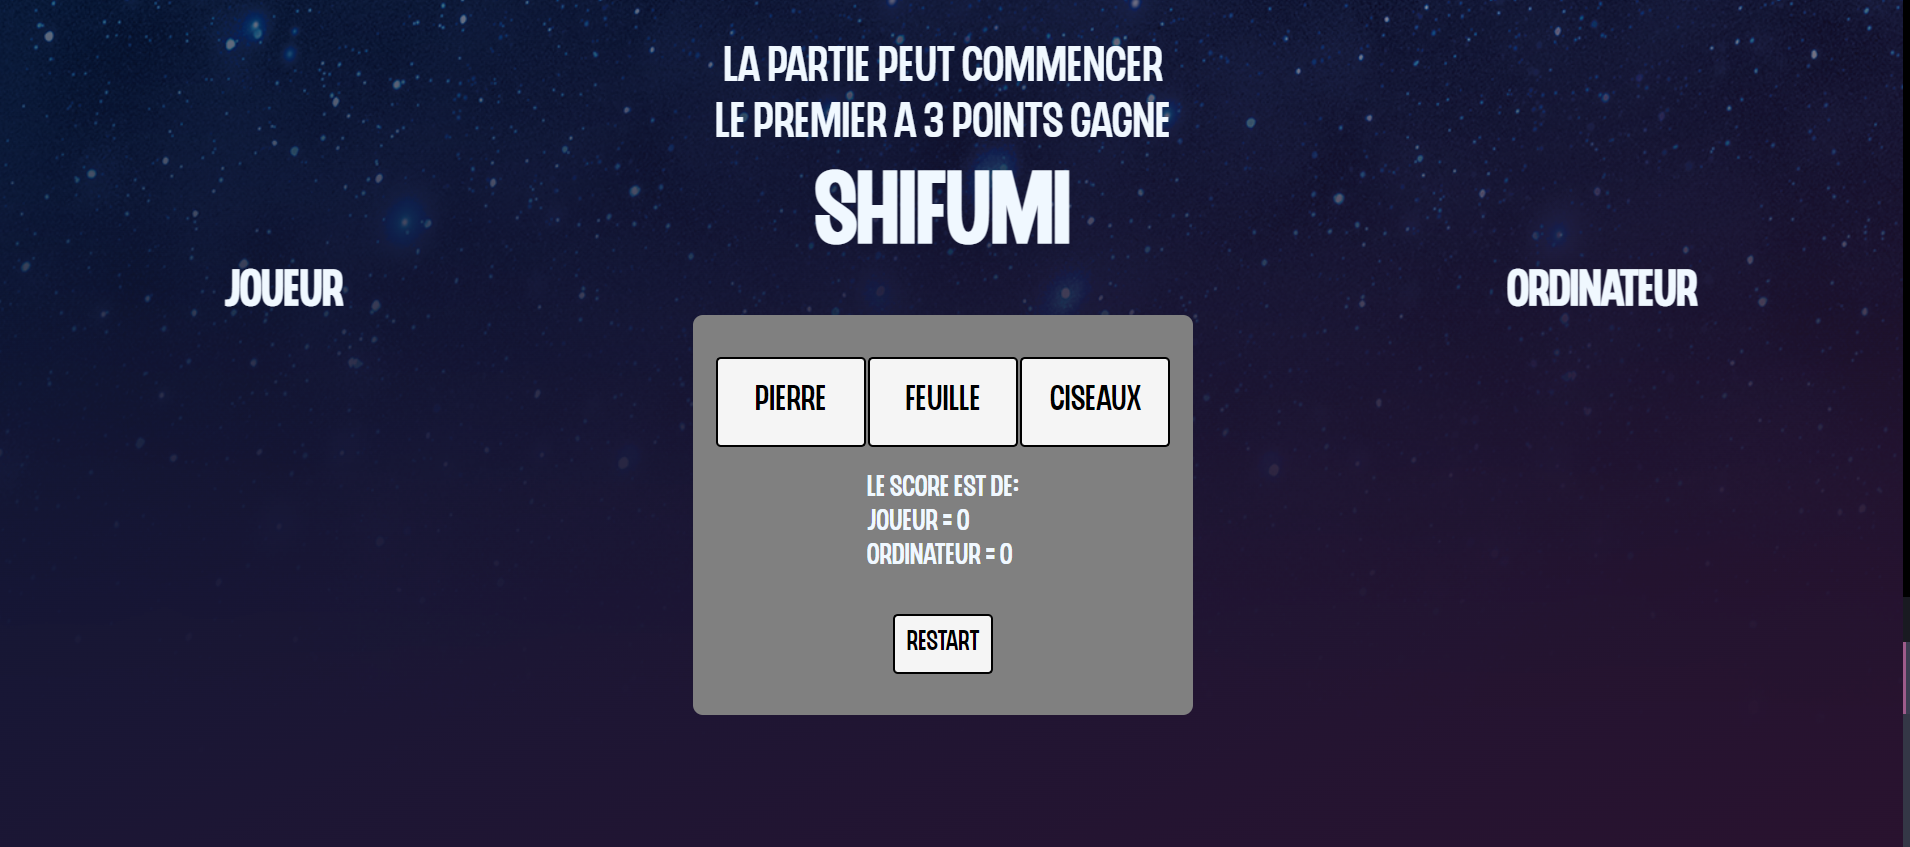 LA PARTIE PEUT COMMENCER
LE PREMIER A 3 POINTS GAGNE
SHIFUMI
JOUEUR
ORDINATEUR
PIERRE
FEUILLE
CISEAUX
LE SCORE EST DE:
JOUEUR = 0
ORDINATEUR = 0
RESTART